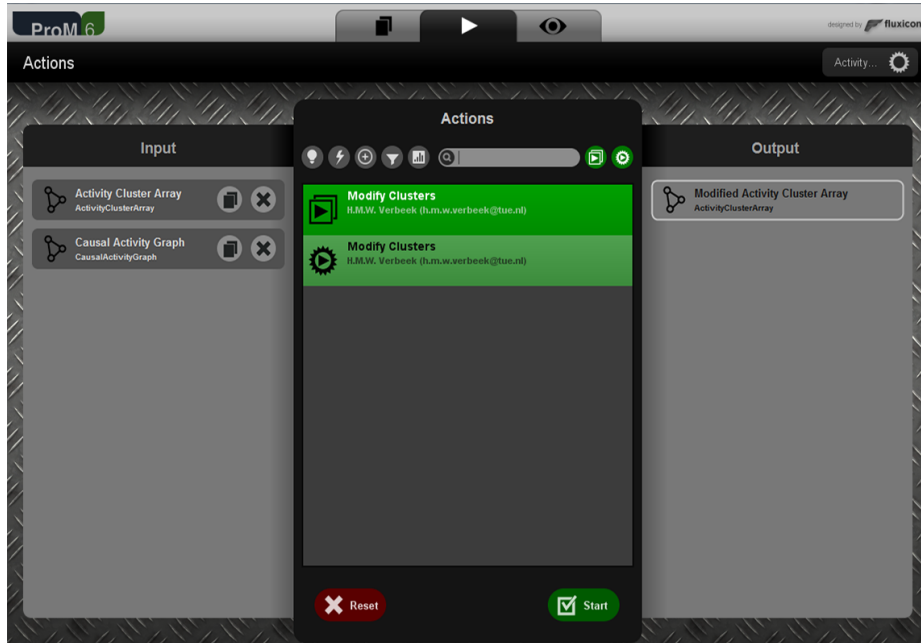 ProM 6
designed by fluxicon
Actions
Activity...
Input
Activity Cluster Array
ActivityClusterArray
Causal Activity Graph
CausalActivityGraph
Actions
Modify Clusters
H.M.W. Verbeek (h.m.w.verbeek@tue.nl)
Modify Clusters
H.M.W. Verbeek (h.m.w.verbeek@tue.nl)
Reset
Start
Output
Modified Activity Cluster Array
ActivityClusterArray